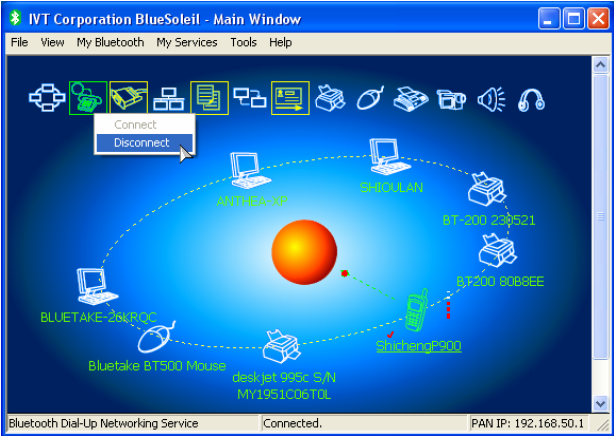 IVT Corporation BlueSoleil - Main Window
File View My Bluetooth My Services Tools Help
Connect
Disconnect
ANTHEA-XP
SHIOULAN
BT-200 230521
BT200 80B8EE
BLUETAKE-26KRQC
ShichengP900
Bluetake BT500 Mouse
deskjet 995c S/N
MY1951C06T0L
Bluetooth Dial-Up Networking Service Connected. PAN IP: 192.168.50.1